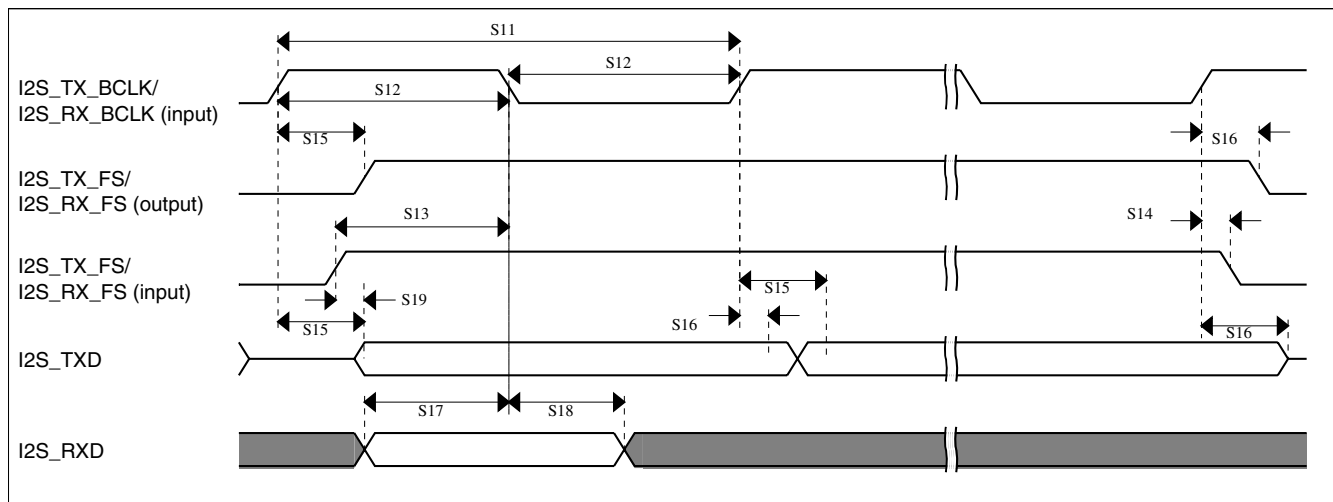 S11
I2S_TX_BCLK/
I2S_RX_BCLK (input)
S12
S12
S15
S16
I2S_TX_FS/
I2S_RX_FS (output)
S13
S14
I2S_TX_FS/
I2S_RX_FS (input)
S19
S15
S15
S16
S16
I2S_TXD
S17
S18
I2S_RXD